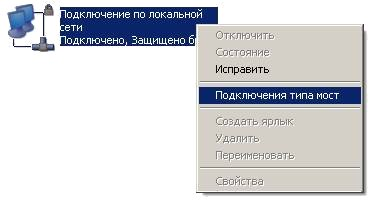 Подключение по локальной
сети
Подключено, Защищено
Отключить
Состояние
Исправить
Подключения типа мост
Создать ярлык
Удалить
Переименовать
Свойства